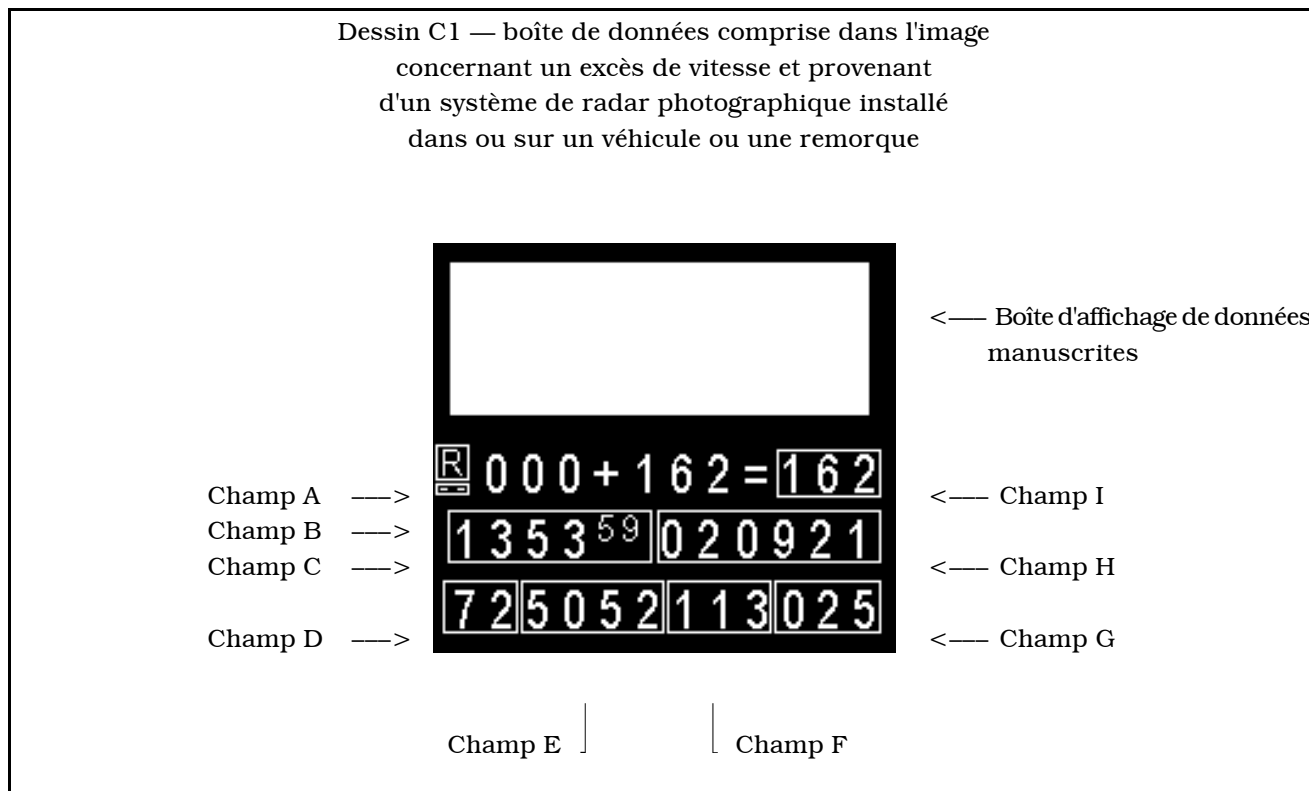 Dessin C1 — boîte de données comprise dans l'image
concernant un excès de vitesse et provenant
d'un système de radar photographique installé
dans ou sur un véhicule ou une remorque
<–— Boîte d'affichage de données
manuscrites
R 000+162=162
Champ A –—> <–— Champ I
Champ B –—> 1353 59 020921
Champ C –—> <–— Champ H
72 5052 113 025
Champ D –—> <–— Champ G
Champ E Champ F